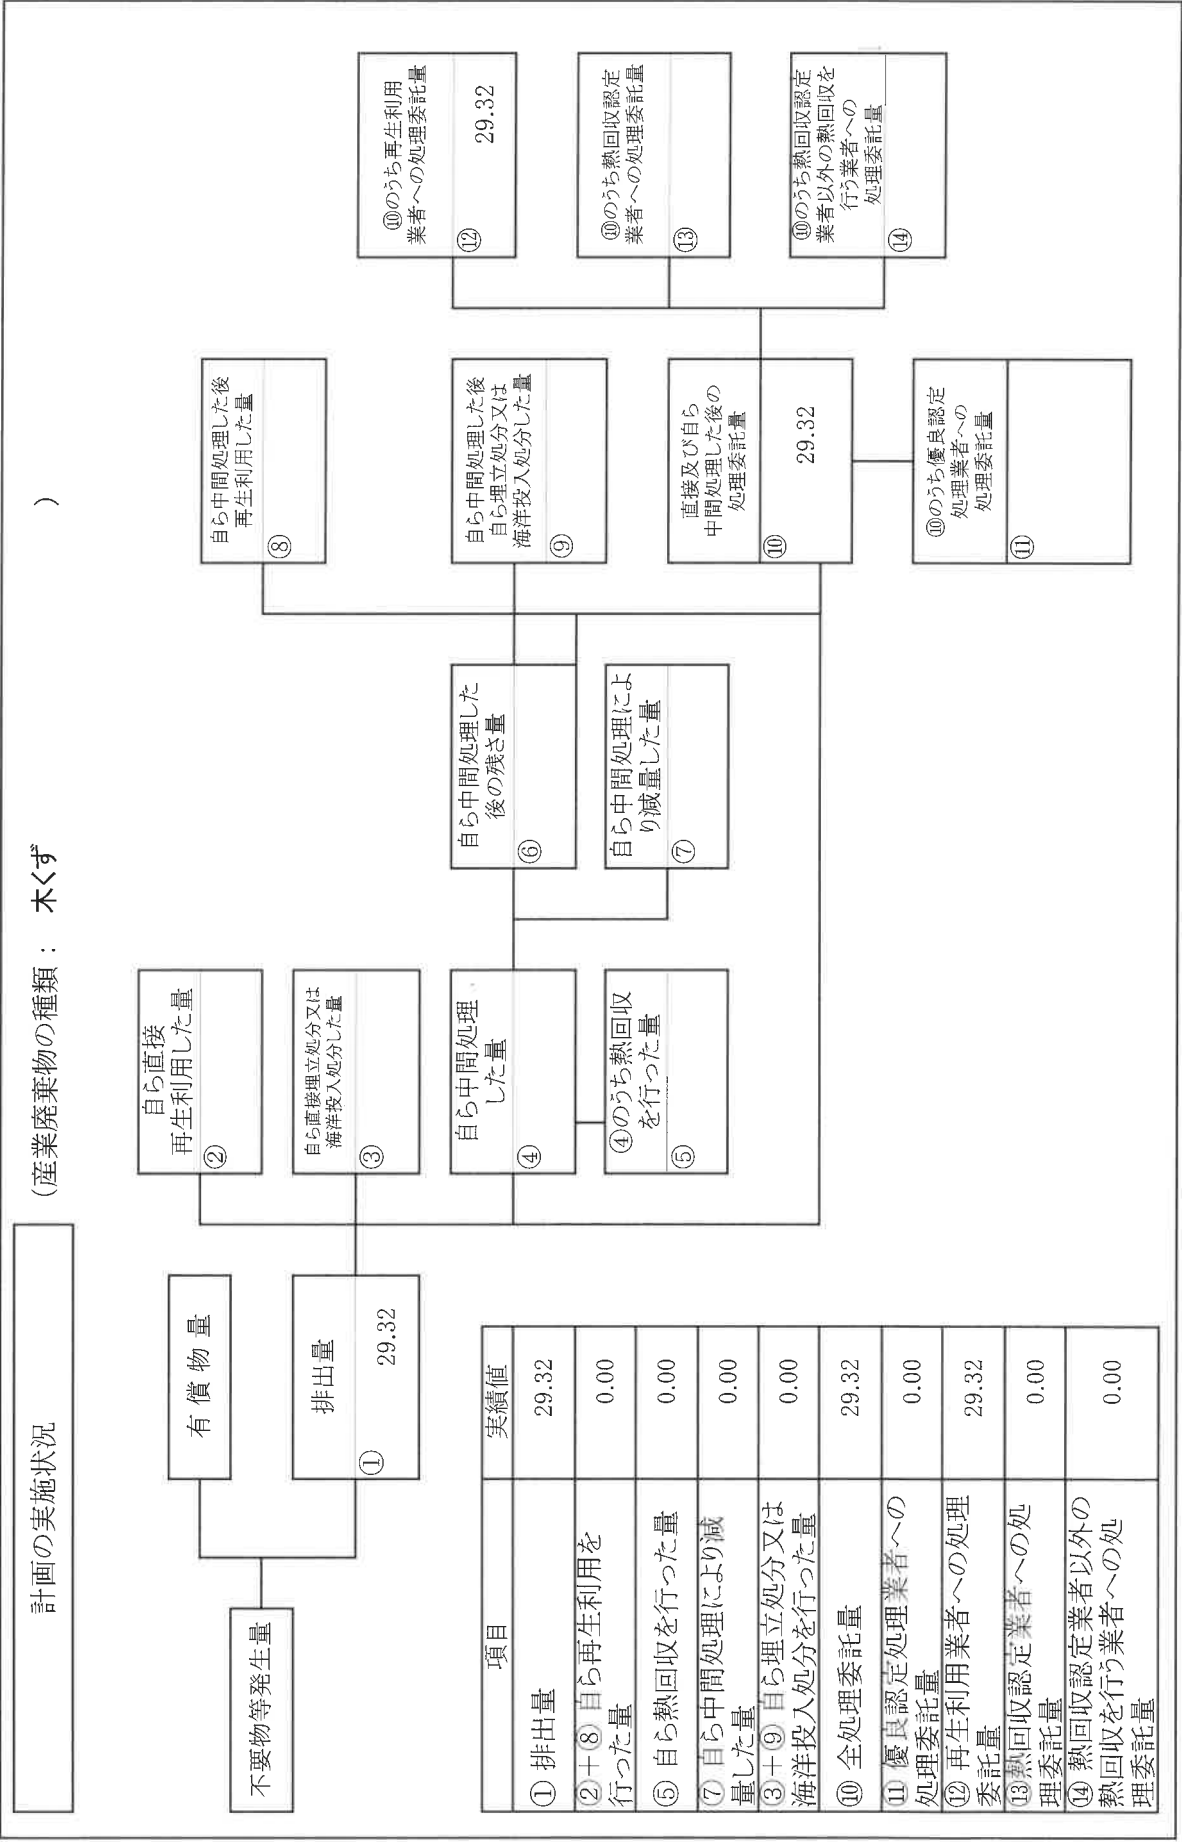 計画の実施状況
(産業廃棄物の種類： 木くず )
不要物等発生量
有償物量
排出量
①
29.32
自ら直接
再生利用した量
②
自ら直接埋立処分又は
海洋投入処分した量
③
自ら中間処理
した量
④
④のうち熱回収
を行った量
⑤
自ら中間処理した
後の残さ量
⑥
自ら中間処理によ
り減量した量
⑦
自ら中間処理した後
再生利用した量
⑧
自ら中間処理した後
自ら埋立処分又は
海洋投入処分した量
⑨
直接及び自ら
中間処理した後の
処理委託量
⑩
29.32
⑩のうち優良認定
処理業者への
処理委託量
⑪
⑩のうち再生利用
業者への処理委託量
⑫
29.32
⑩のうち熱回収認定
業者への処理委託量
⑬
⑩のうち熱回収認定
業者以外の熱回収を
行う業者への
処理委託量
⑭
項目 実績値
① 排出量 29.32
②＋⑧ 自ら再生利用を
行った量 0.00
⑤ 自ら熱回収を行った量 0.00
⑦ 自ら中間処理により減
量した量 0.00
③＋⑨ 自ら埋立処分又は
海洋投入処分を行った量 0.00
⑩ 全処理委託量 29.32
⑪ 優良認定処理業者への
処理委託量 0.00
⑫ 再生利用業者への処理
委託量 29.32
⑬熱回収認定業者への処
理委託量 0.00
⑭ 熱回収認定業者以外の
熱回収を行う業者への処
理委託量 0.00